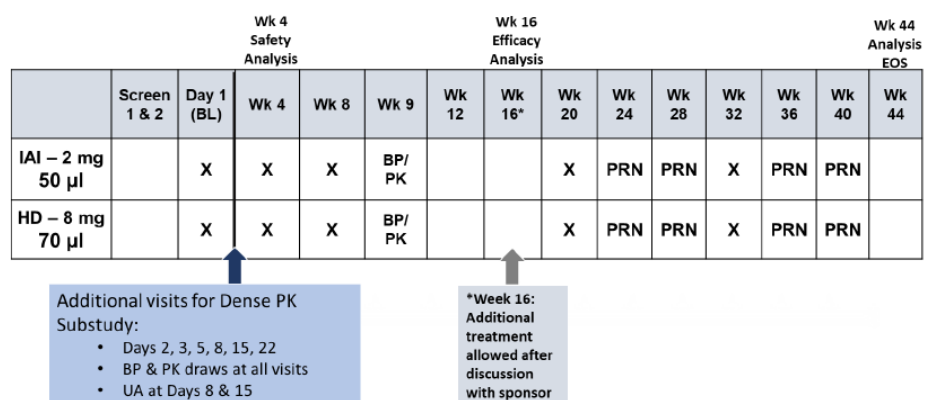 Wk 4 Safety Analysis
Wk 16 Efficacy Analysis
Wk 44 Analysis EOS
Screen 1 & 2 Day 1 (BL) Wk 4 Wk 8 Wk 9 Wk 12 Wk 16* Wk 20 Wk 24 Wk 28 Wk 32 Wk 36 Wk 40 Wk 44
IAI – 2 mg 50 µl X X X BP/ PK X PRN PRN X PRN PRN
HD – 8 mg 70 µl X X X BP/ PK X PRN PRN X PRN PRN
Additional visits for Dense PK
Substudy:
• Days 2, 3, 5, 8, 15, 22
• BP & PK draws at all visits
• UA at Days 8 & 15
*Week 16:
Additional
treatment
allowed after
discussion
with sponsor